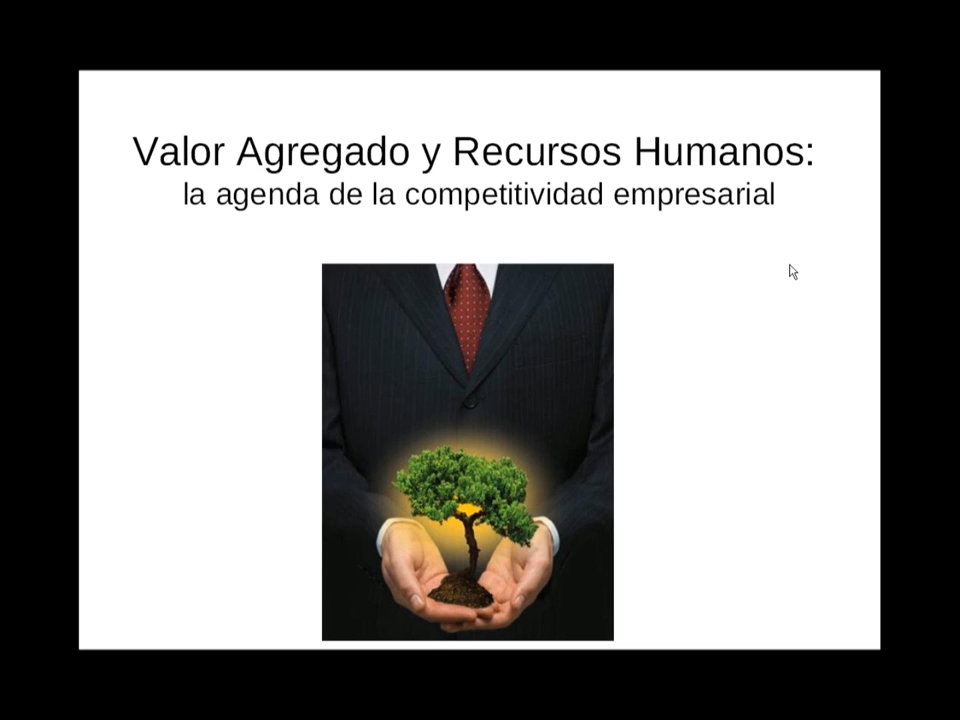 Valor Agregado y Recursos Humanos:
la agenda de la competitividad empresarial